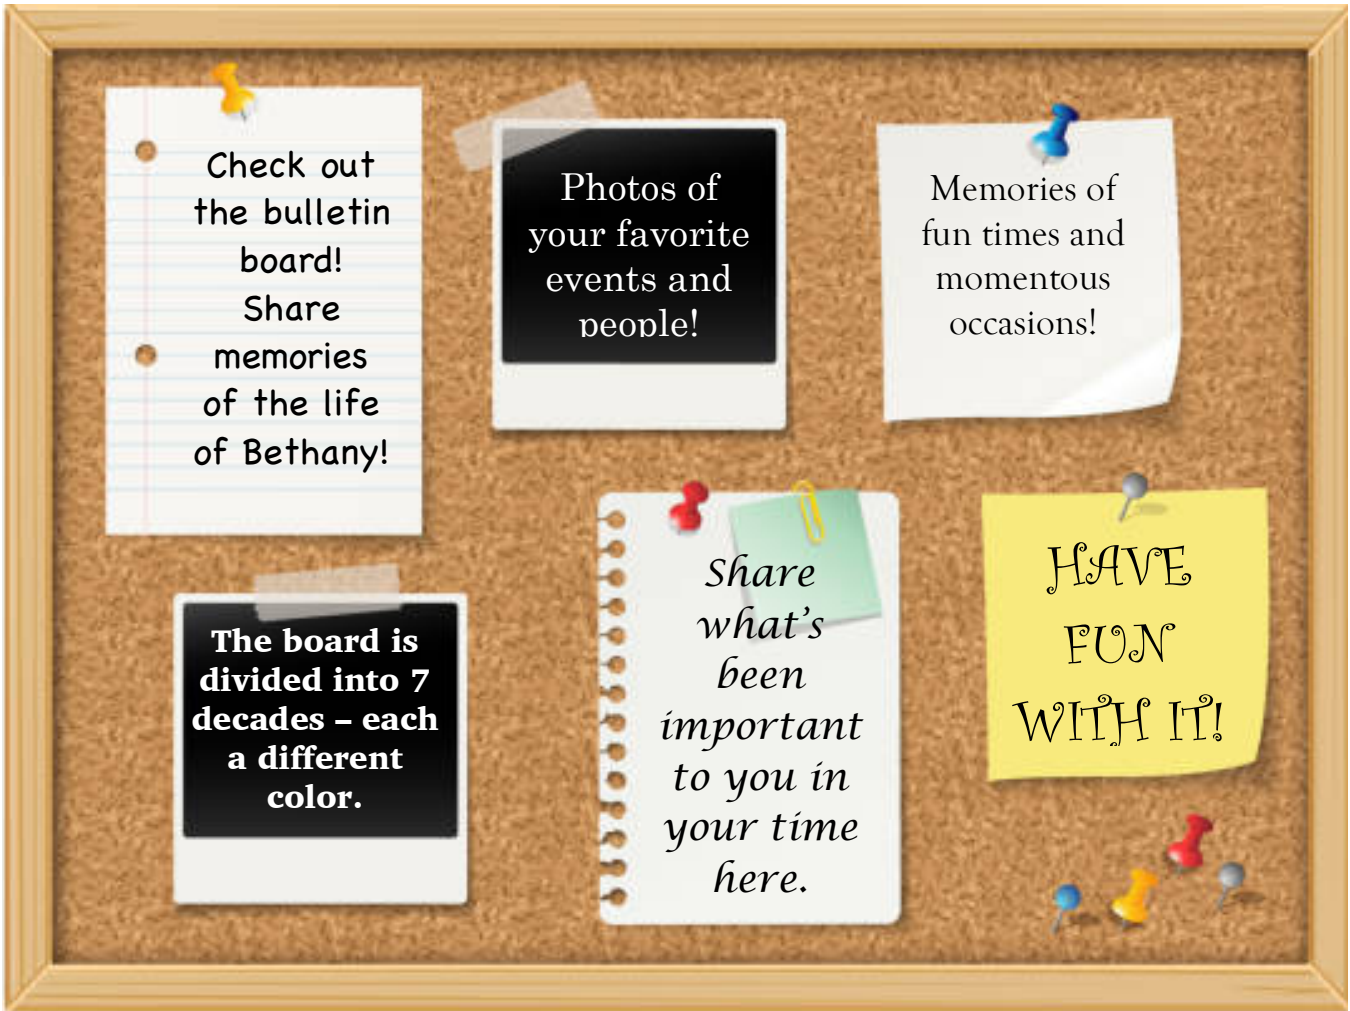 Check out
the bulletin
board!
Share
memories
of the life
of Bethany!
Photos of
your favorite
events and
people!
Memories of
fun times and
momentous
occasions!
The board is
divided into 7
decades – each
a different
color.
Share
what’s
been
important
to you in
your time
here.
HAVE
FUN
WITH IT!